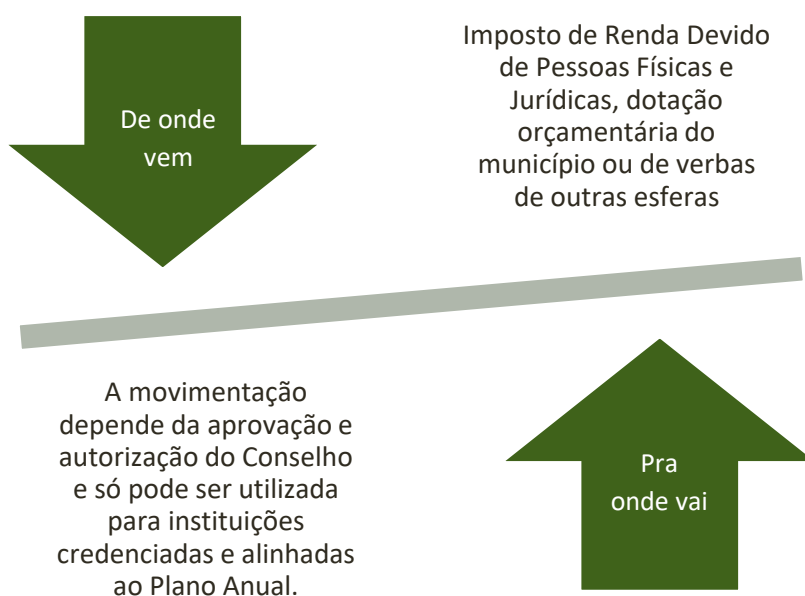 De onde
vem
Imposto de Renda Devido
de Pessoas Físicas e
Jurídicas, dotação
orçamentária do
município ou de verbas
de outras esferas
A movimentação
depende da aprovação e
autorização do Conselho
e só pode ser utilizada
para instituições
credenciadas e alinhadas
ao Plano Anual.
Pra
onde vai